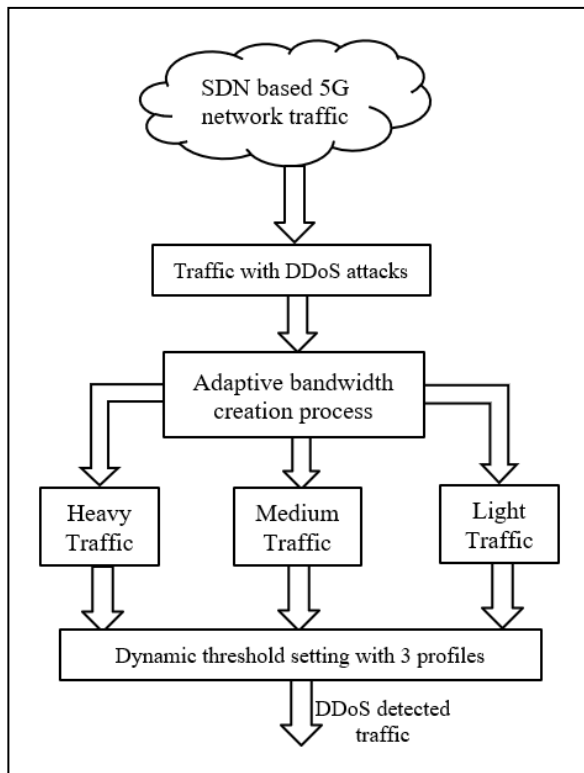 SDN based 5G
network traffic
Traffic with DDoS attacks
Adaptive bandwidth
creation process
Heavy
Traffic
Medium
Traffic
Light
Traffic
Dynamic threshold setting with 3 profiles
DDoS detected
traffic